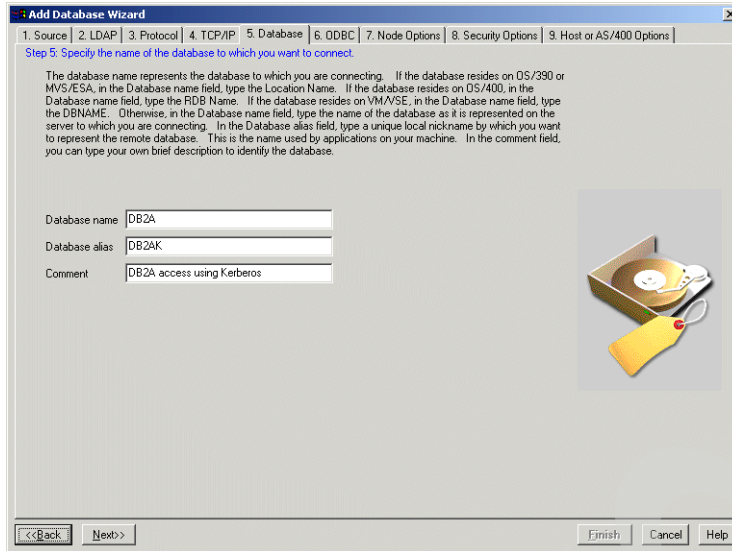 Add Database Wizard
1. Source 2. LDAP 3. Protocol 4. TCP/IP 5. Database 6. ODBC 7. Node Options 8. Security Options 9. Host or AS/400 Options
Step 5: Specify the name of the database to which you want to connect.
The database name represents the database to which you are connecting. If the database resides on OS/390 or
MVS/ESA, in the Database name field, type the Location Name. If the database resides on OS/400, in the
Database name field, type the RDB Name. If the database resides on VM/VSE, in the Database name field, type
the DBNAME. Otherwise, in the Database name field, type the name of the database as it is represented on the
server to which you are connecting. In the Database alias field, type a unique local nickname by which you want
to represent the remote database. This is the name used by applications on your machine. In the comment field,
you can type your own brief description to identify the database.
Database name DB2A
Database alias DB2AK
Comment DB2A access using Kerberos
<<Back Next>> Finish Cancel Help